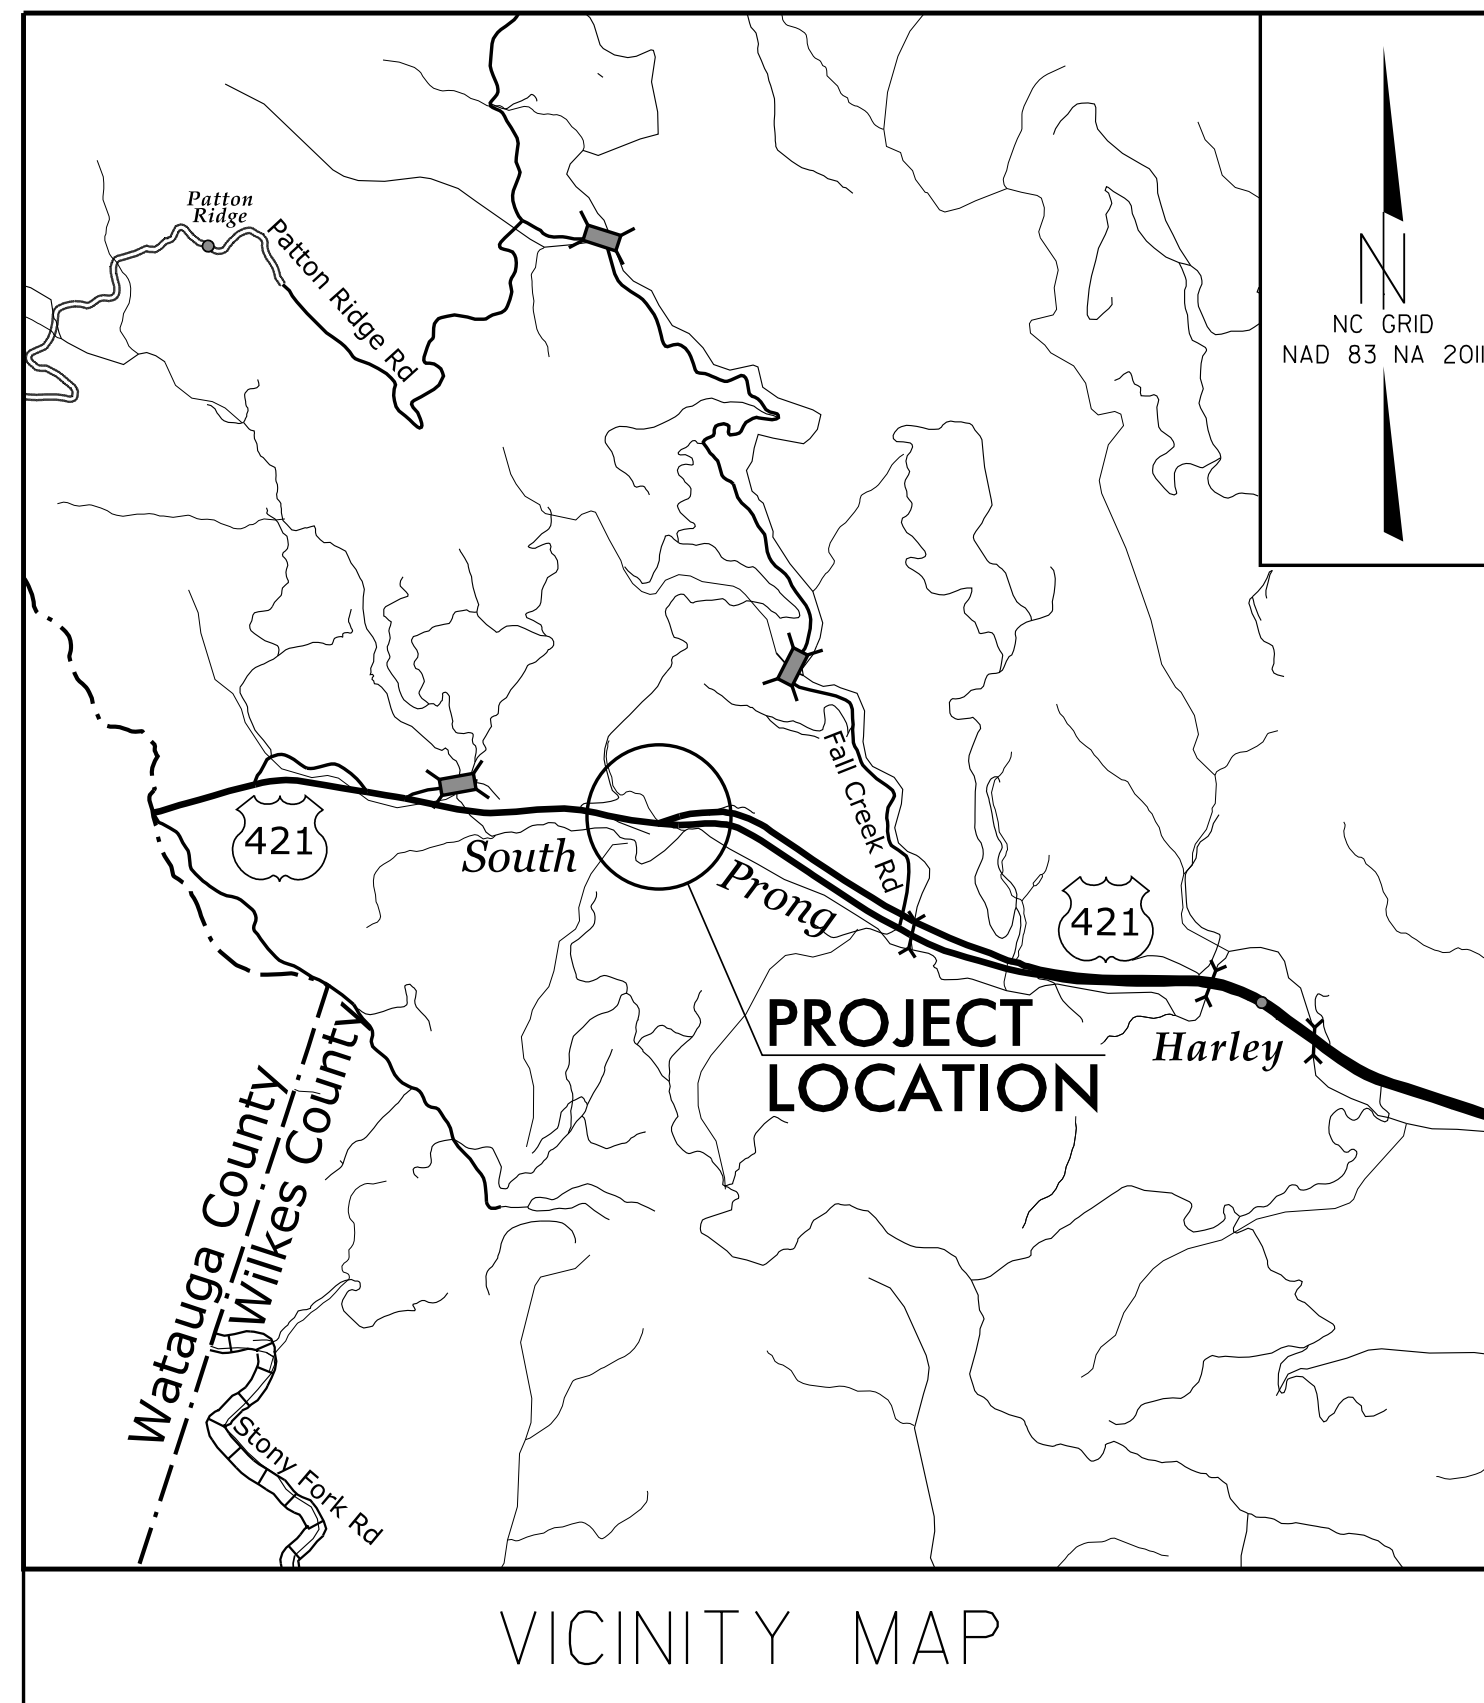 Patton
Ridge
Patton Ridge Rd
N
NC GRID
NAD 83 NA 2011
Fall Creek Rd
421
South
Prong
421
PROJECT
LOCATION
Harley
Watauga County
Wilkes County
Stony Fork Rd
VICINITY MAP